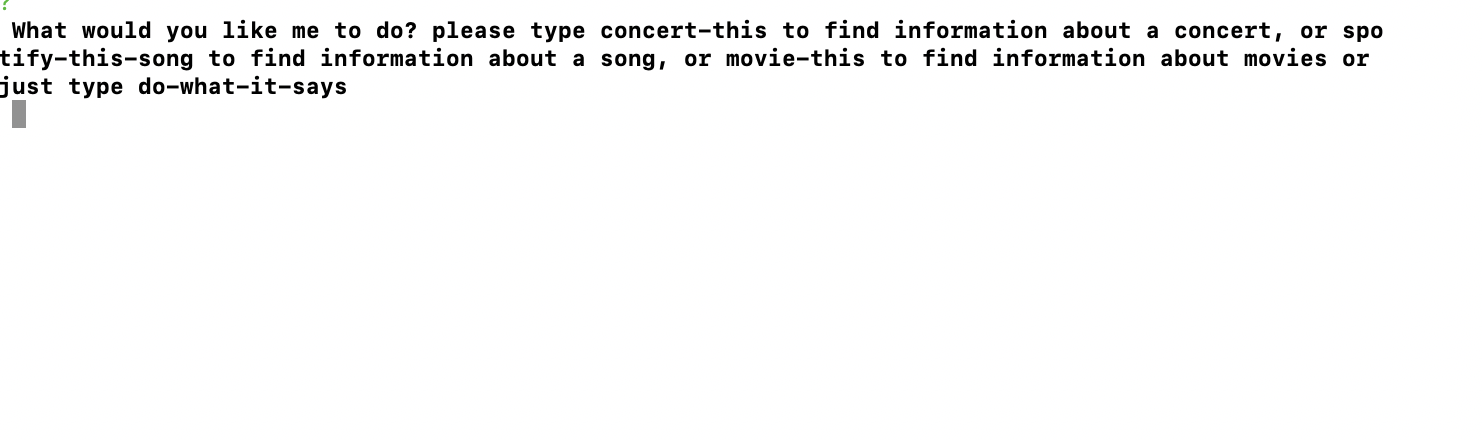 ?
What would you like me to do? please type concert-this to find information about a concert, or spo
tify-this-song to find information about a song, or movie-this to find information about movies or
just type do-what-it-says